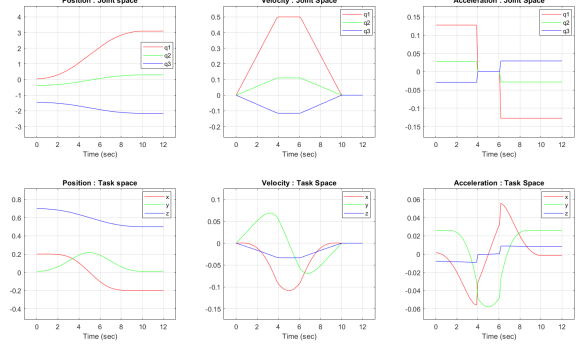 Position : Joint space
4
3
2
1
0
-1
-2
-3
0 2 4 6 8 10 12
Time (sec)
q1
q2
q3
Velocity : Joint Space
0.5
0.4
0.3
0.2
0.1
0
-0.1
-0.2
0 2 4 6 8 10 12
Time (sec)
q1
q2
q3
Acceleration : Joint Space
0.15
0.1
0.05
0
-0.05
-0.1
-0.15
0 2 4 6 8 10 12
Time (sec)
q1
q2
q3
Position : Task space
0.8
0.6
0.4
0.2
0
-0.2
-0.4
0 2 4 6 8 10 12
Time (sec)
x
y
z
Velocity : Task Space
0.1
0.05
0
-0.05
-0.1
-0.15
0 2 4 6 8 10 12
Time (sec)
x
y
z
Acceleration : Task Space
0.06
0.04
0.02
0
-0.02
-0.04
-0.06
0 2 4 6 8 10 12
Time (sec)
x
y
z